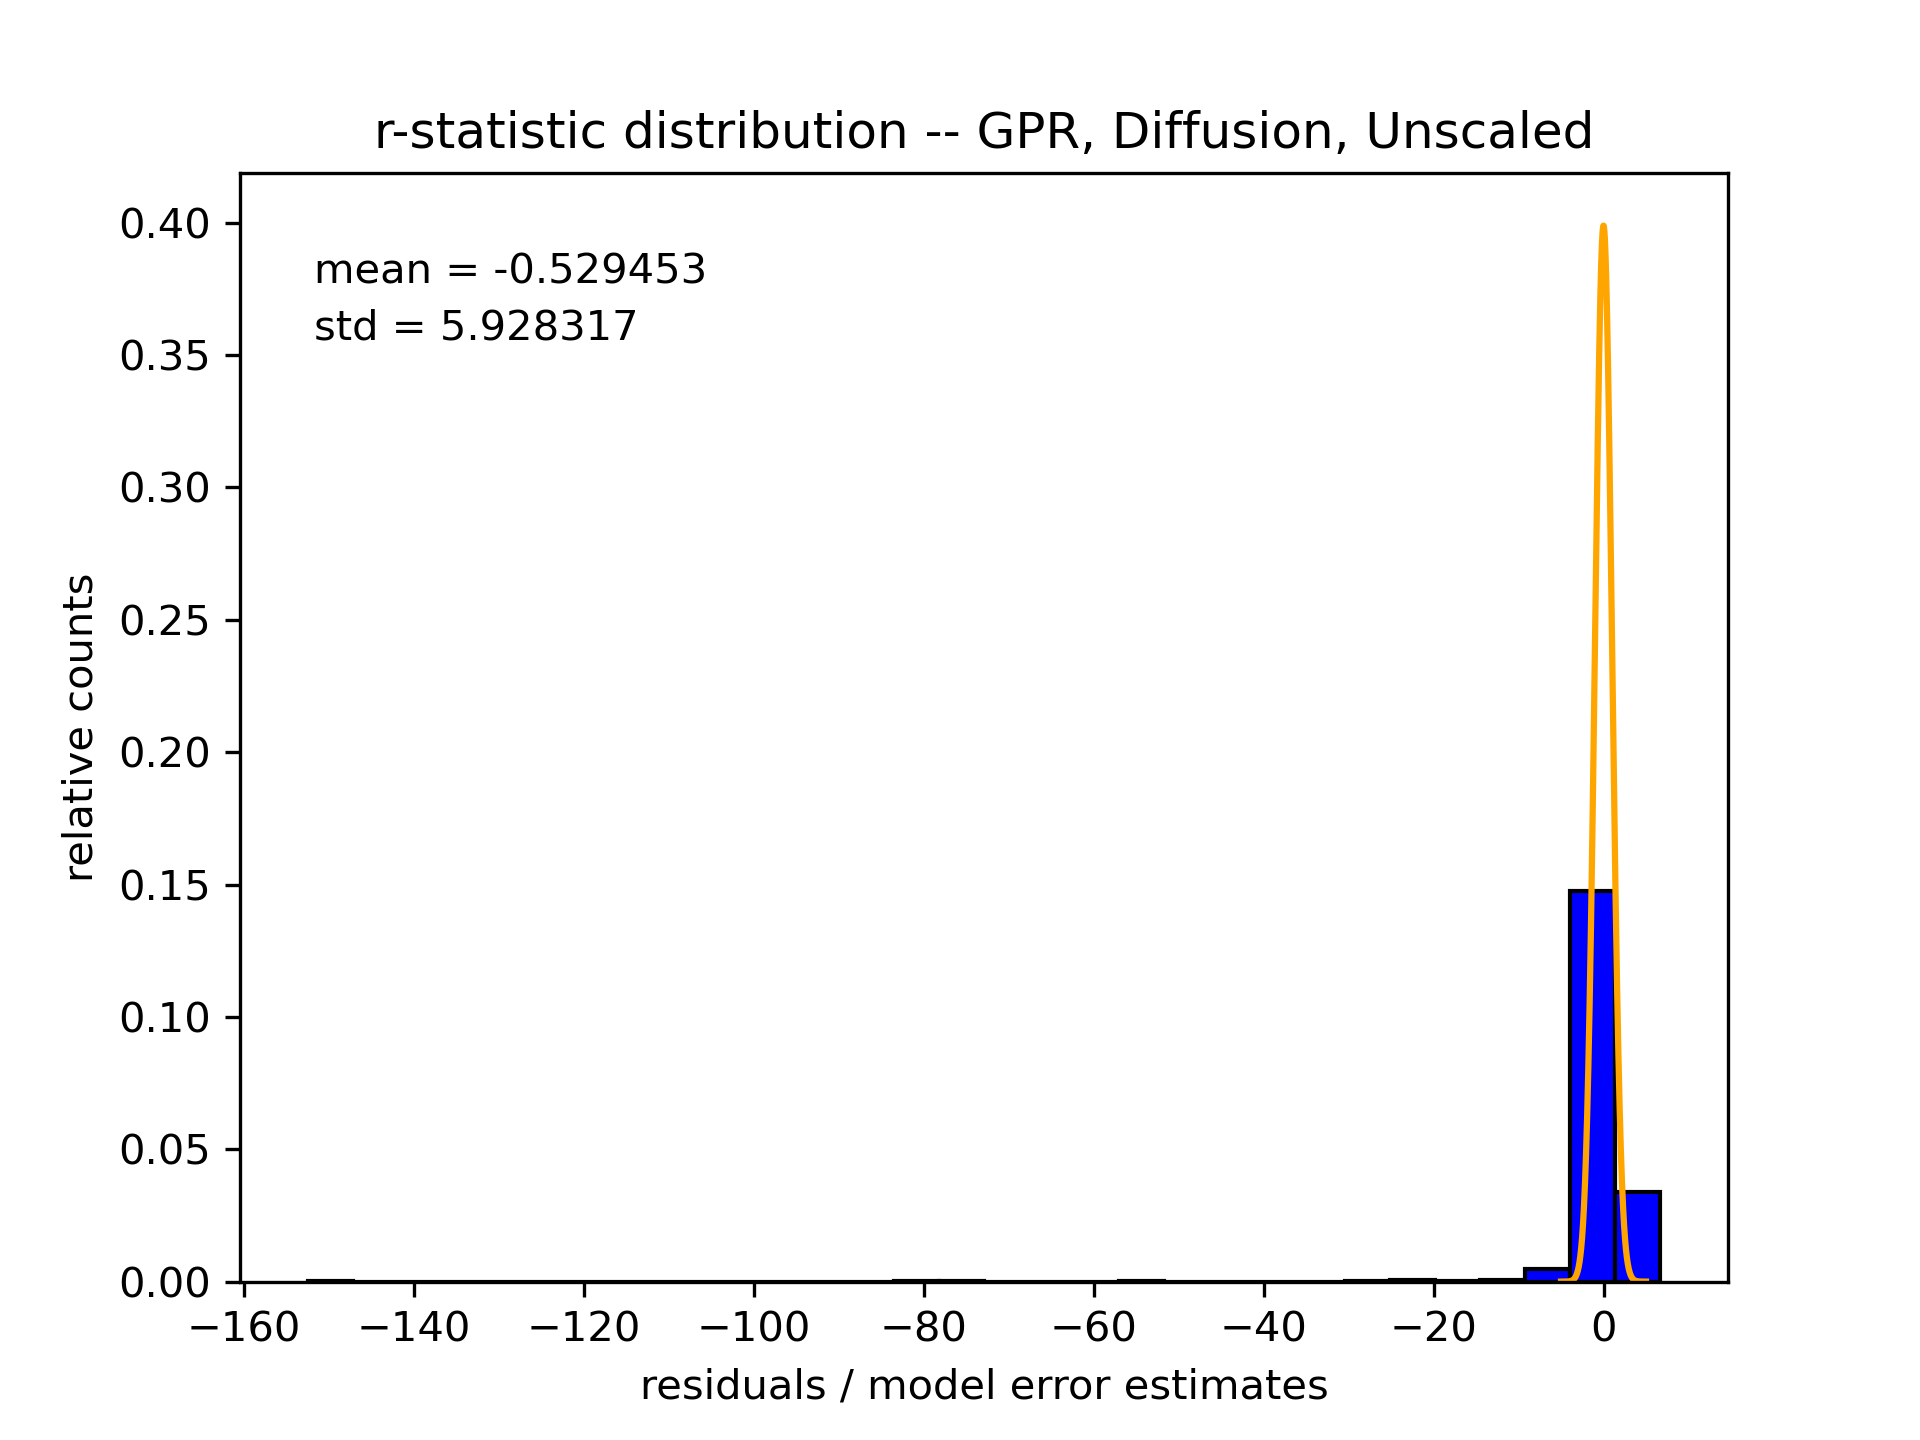 r-statistic distribution -- GPR, Diffusion, Unscaled
mean = -0.529453
std = 5.928317
0.40
0.35
0.30
0.25
0.20
0.15
0.10
0.05
0.00
relative counts
−160 −140 −120 −100 −80 −60 −40 −20 0
residuals / model error estimates